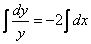 ∫ dy/y = −2∫ dx